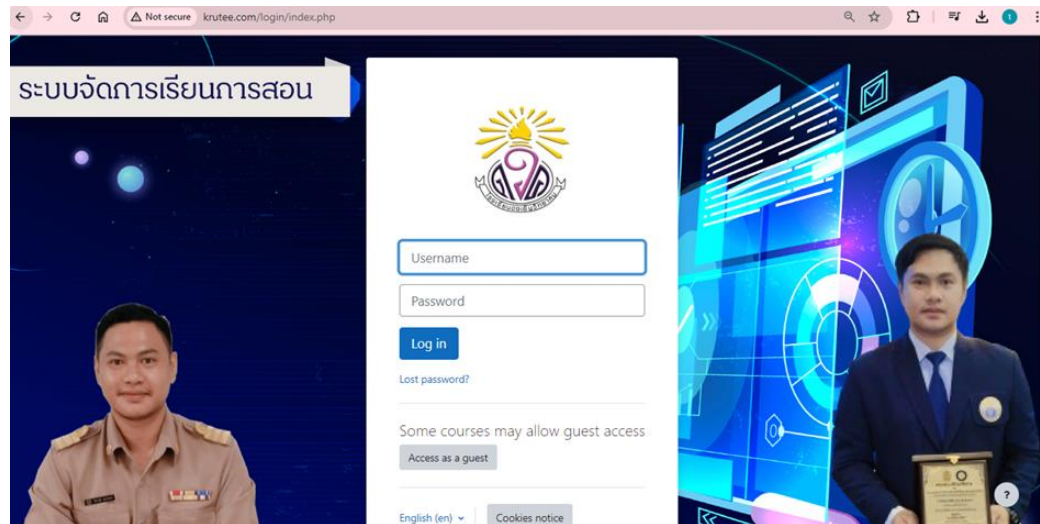 Not secure krutee.com/login/index.php
ระบบจัดการเรียนการสอน
Username
Password
Log in
Lost password?
Some courses may allow guest access
Access as a guest
?
English (en)
Cookies notice